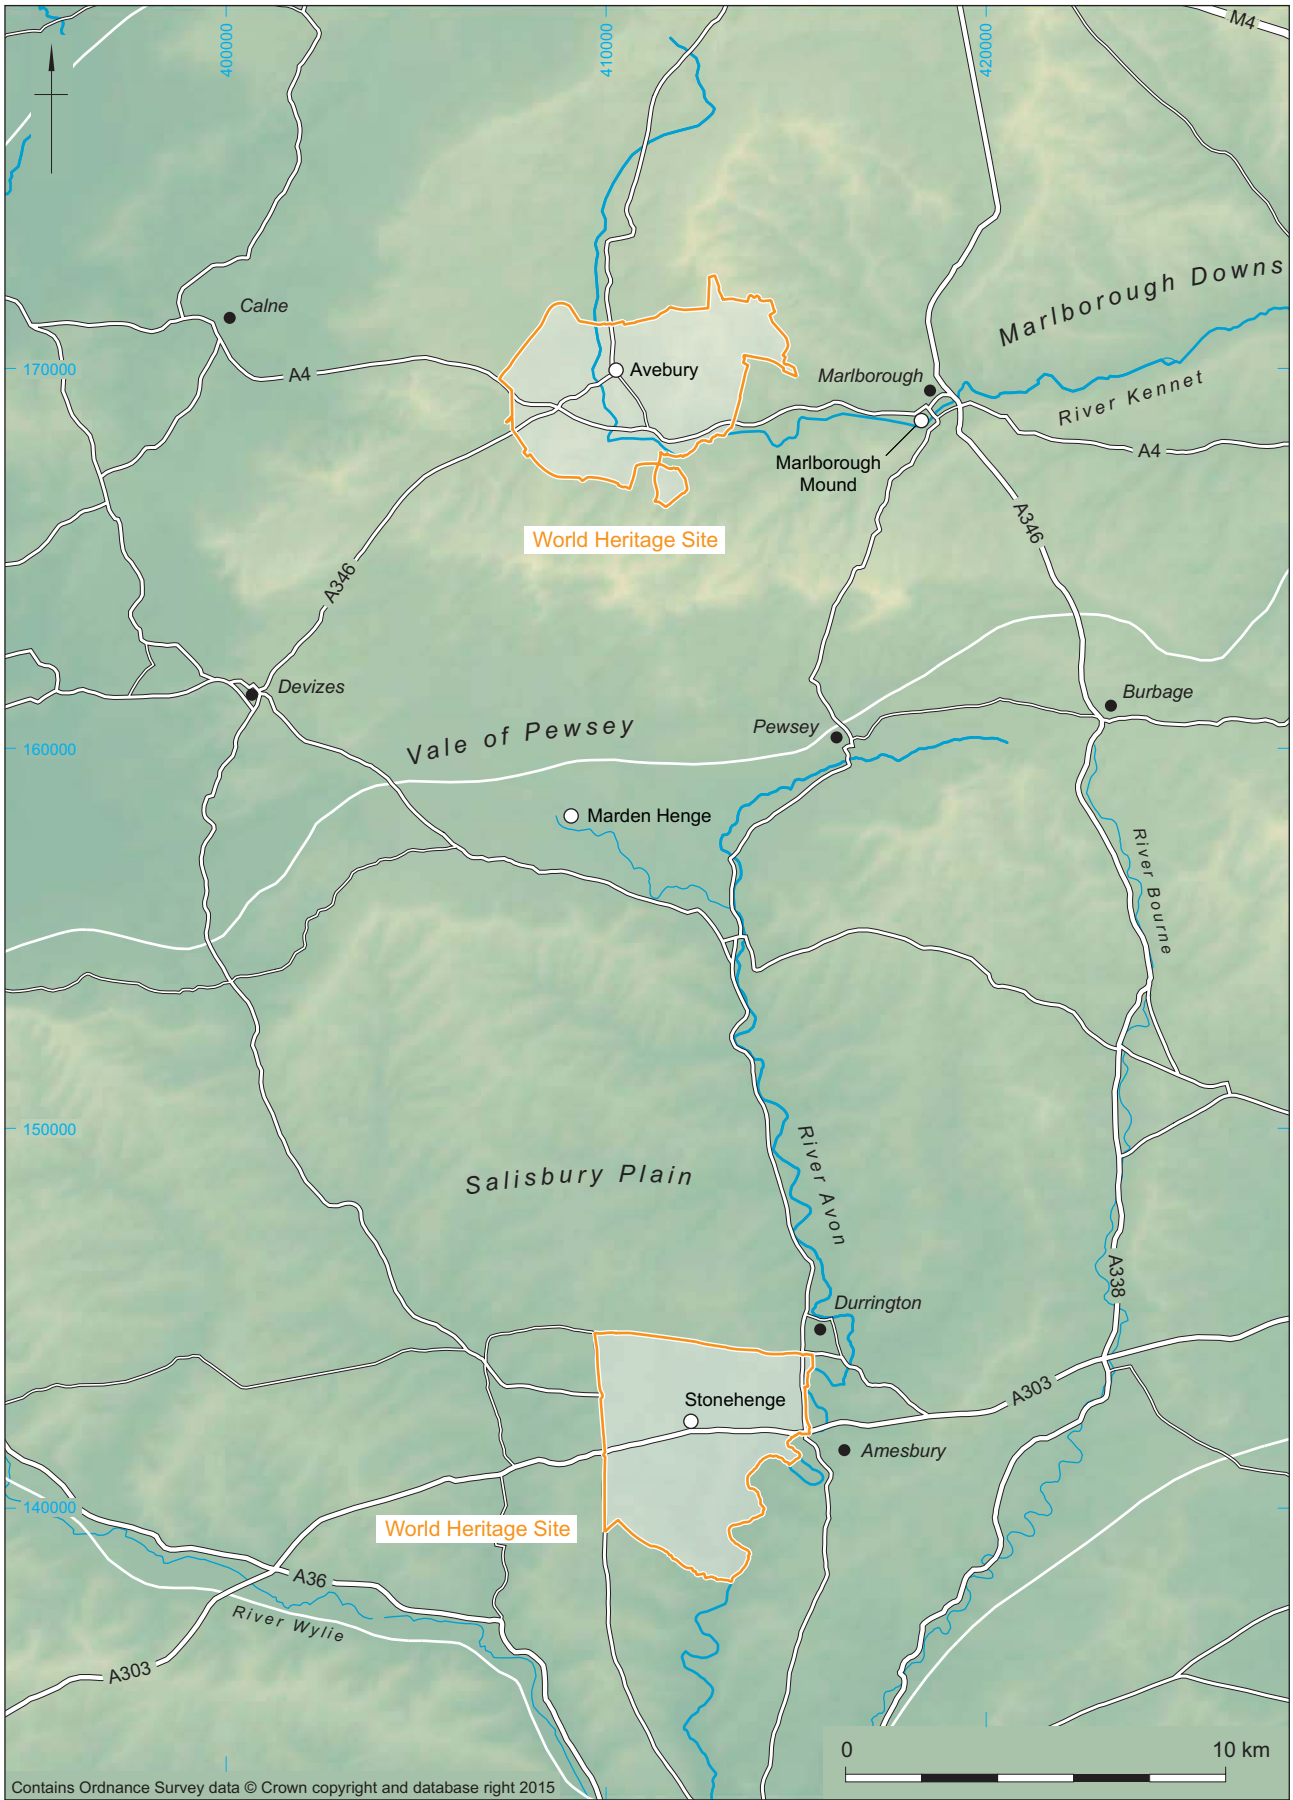 400000
410000
420000
M4
Marlborough Downs
Calne
170000
A4
Avebury
Marlborough
River Kennet
A4
Marlborough
Mound
A346
World Heritage Site
A346
Devizes
Burbage
Vale of Pewsey
Pewsey
160000
Marden Henge
River Bourne
150000
River Avon
Salisbury Plain
A338
Durrington
Stonehenge
A303
Amesbury
140000
World Heritage Site
A36
River Wylie
A303
0
10 km
Contains Ordnance Survey data © Crown copyright and database right 2015